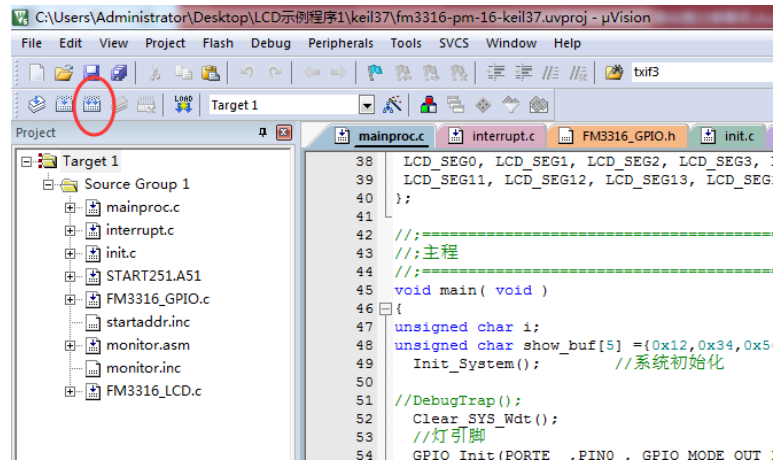 C:\Users\Administrator\Desktop\LCD示例程序1\keil37\fm3316-pm-16-keil37.uvproj - µVision
File Edit View Project Flash Debug Peripherals Tools SVCS Window Help
txif3
LOAD Target 1
Project
mainproc.c interrupt.c FM3316_GPIO.h init.c
Target 1
Source Group 1
mainproc.c
interrupt.c
init.c
START251.A51
FM3316_GPIO.c
startaddr.inc
monitor.asm
monitor.inc
FM3316_LCD.c
38 LCD_SEG0, LCD_SEG1, LCD_SEG2, LCD_SEG3,
39 LCD_SEG11, LCD_SEG12, LCD_SEG13, LCD_SEG
40 };
41
42 //;=========================================
43 //;主程
44 //;=========================================
45 void main( void )
46 {
47 unsigned char i;
48 unsigned char show_buf[5] ={0x12,0x34,0x5
49 Init_System(); //系统初始化
50
51 //DebugTrap();
52 Clear_SYS_Wdt();
53 //灯引脚
54 GPIO_Init(PORTE ,PIN0 , GPIO_MODE_OUT